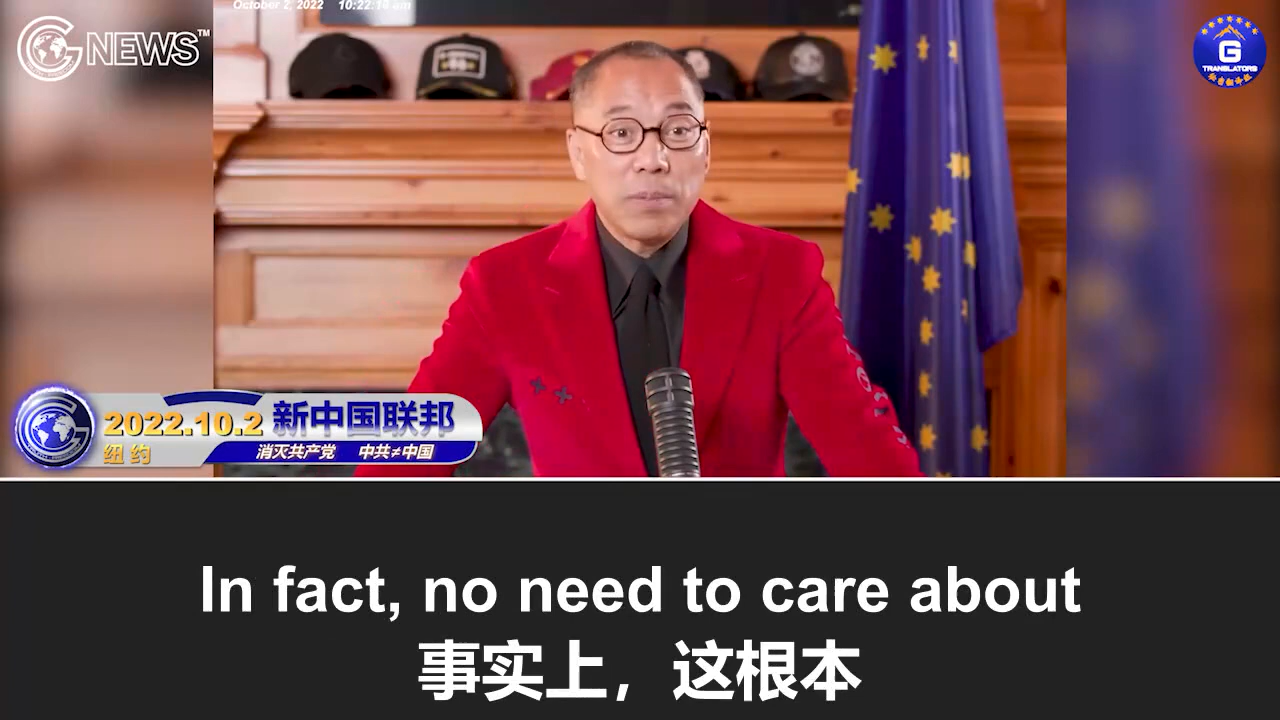 October 2, 2022 10:22:14 am
G NEWS™
G
TRANSLATORS
2022.10.2 新中国联邦
纽约
消灭共产党 中共≠中国
In fact, no need to care about
事实上，这根本